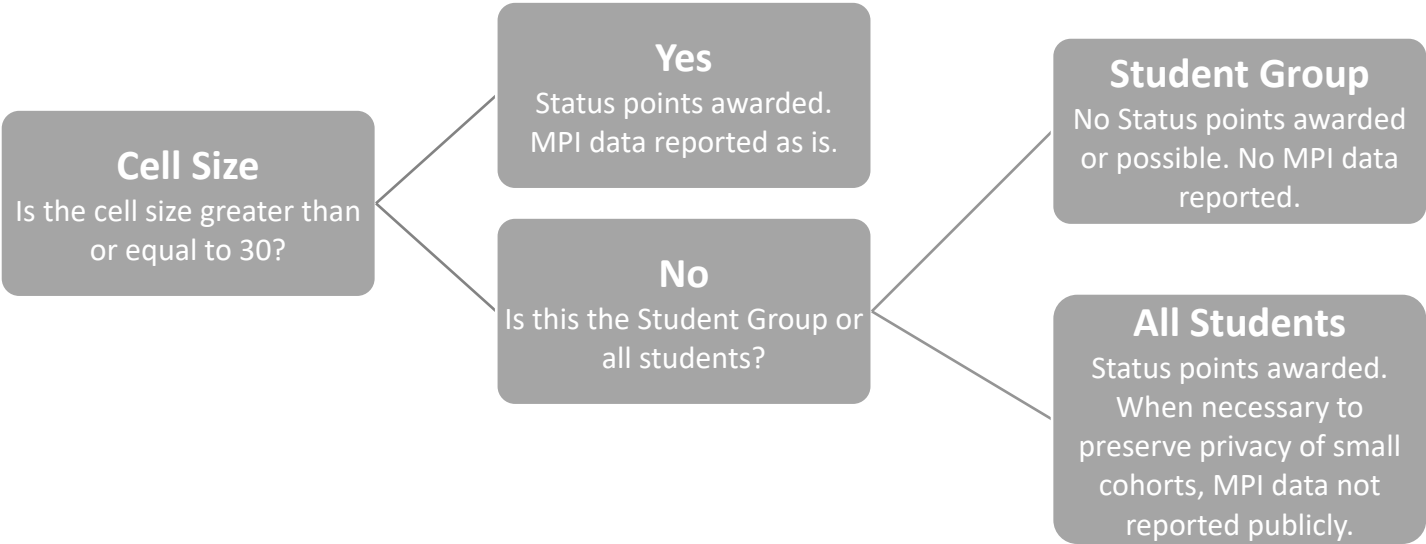 Cell Size
Is the cell size greater than
or equal to 30?
Yes
Status points awarded.
MPI data reported as is.
No
Is this the Student Group or
all students?
Student Group
No Status points awarded
or possible. No MPI data
reported.
All Students
Status points awarded.
When necessary to
preserve privacy of small
cohorts, MPI data not
reported publicly.